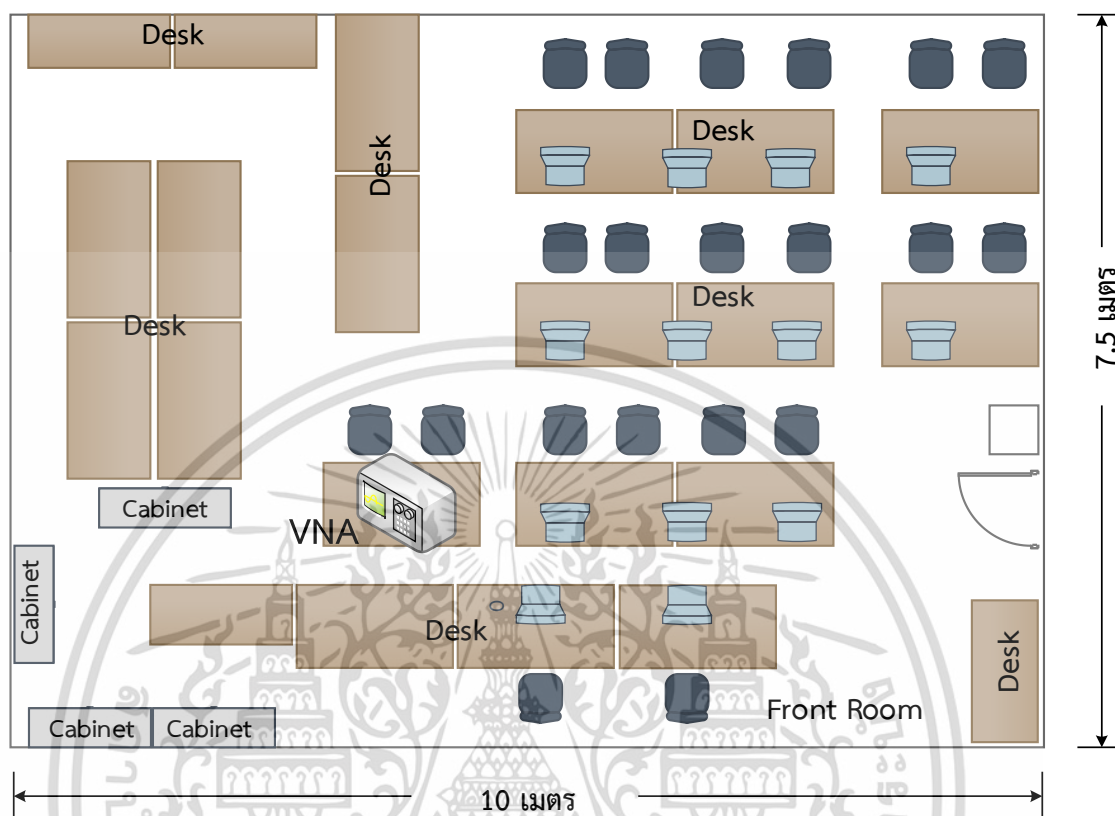 Desk
Desk
Desk
Desk
Desk
7.5 เมตร
Cabinet
VNA
Cabinet
Desk
Desk
Cabinet
Cabinet
Front Room
10 เมตร